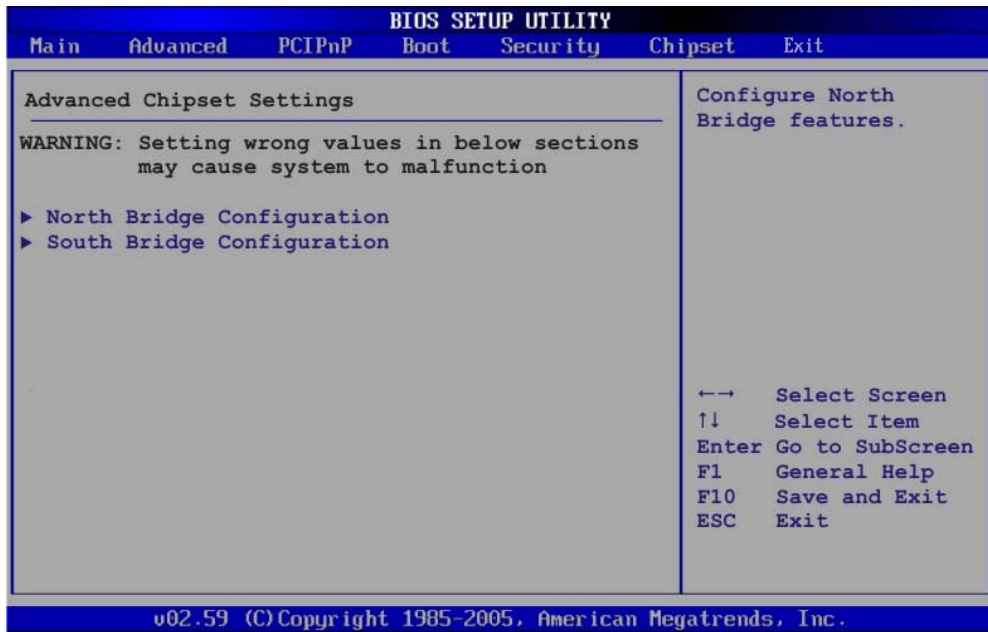 BIOS SETUP UTILITY
Main Advanced PCIPnP Boot Security Chipset Exit
Advanced Chipset Settings
WARNING: Setting wrong values in below sections
may cause system to malfunction
▶ North Bridge Configuration
▶ South Bridge Configuration
Configure North
Bridge features.
←→ Select Screen
↑↓ Select Item
Enter Go to SubScreen
F1 General Help
F10 Save and Exit
ESC Exit
v02.59 (C)Copyright 1985-2005, American Megatrends, Inc.